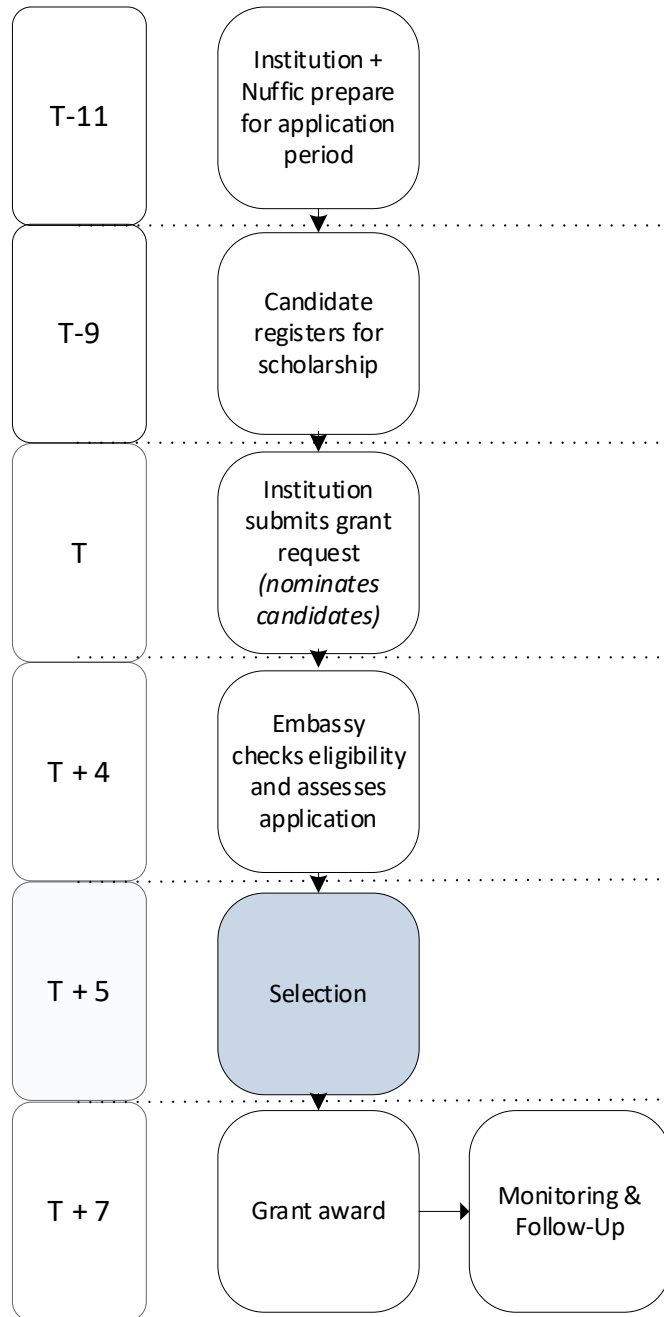 T-11
Institution +
Nuffic prepare
for application
period
T-9
Candidate
registers for
scholarship
T
Institution
submits grant
request
(nominates
candidates)
T + 4
Embassy
checks eligibility
and assesses
application
T + 5
Selection
T + 7
Grant award
Monitoring &
Follow-Up